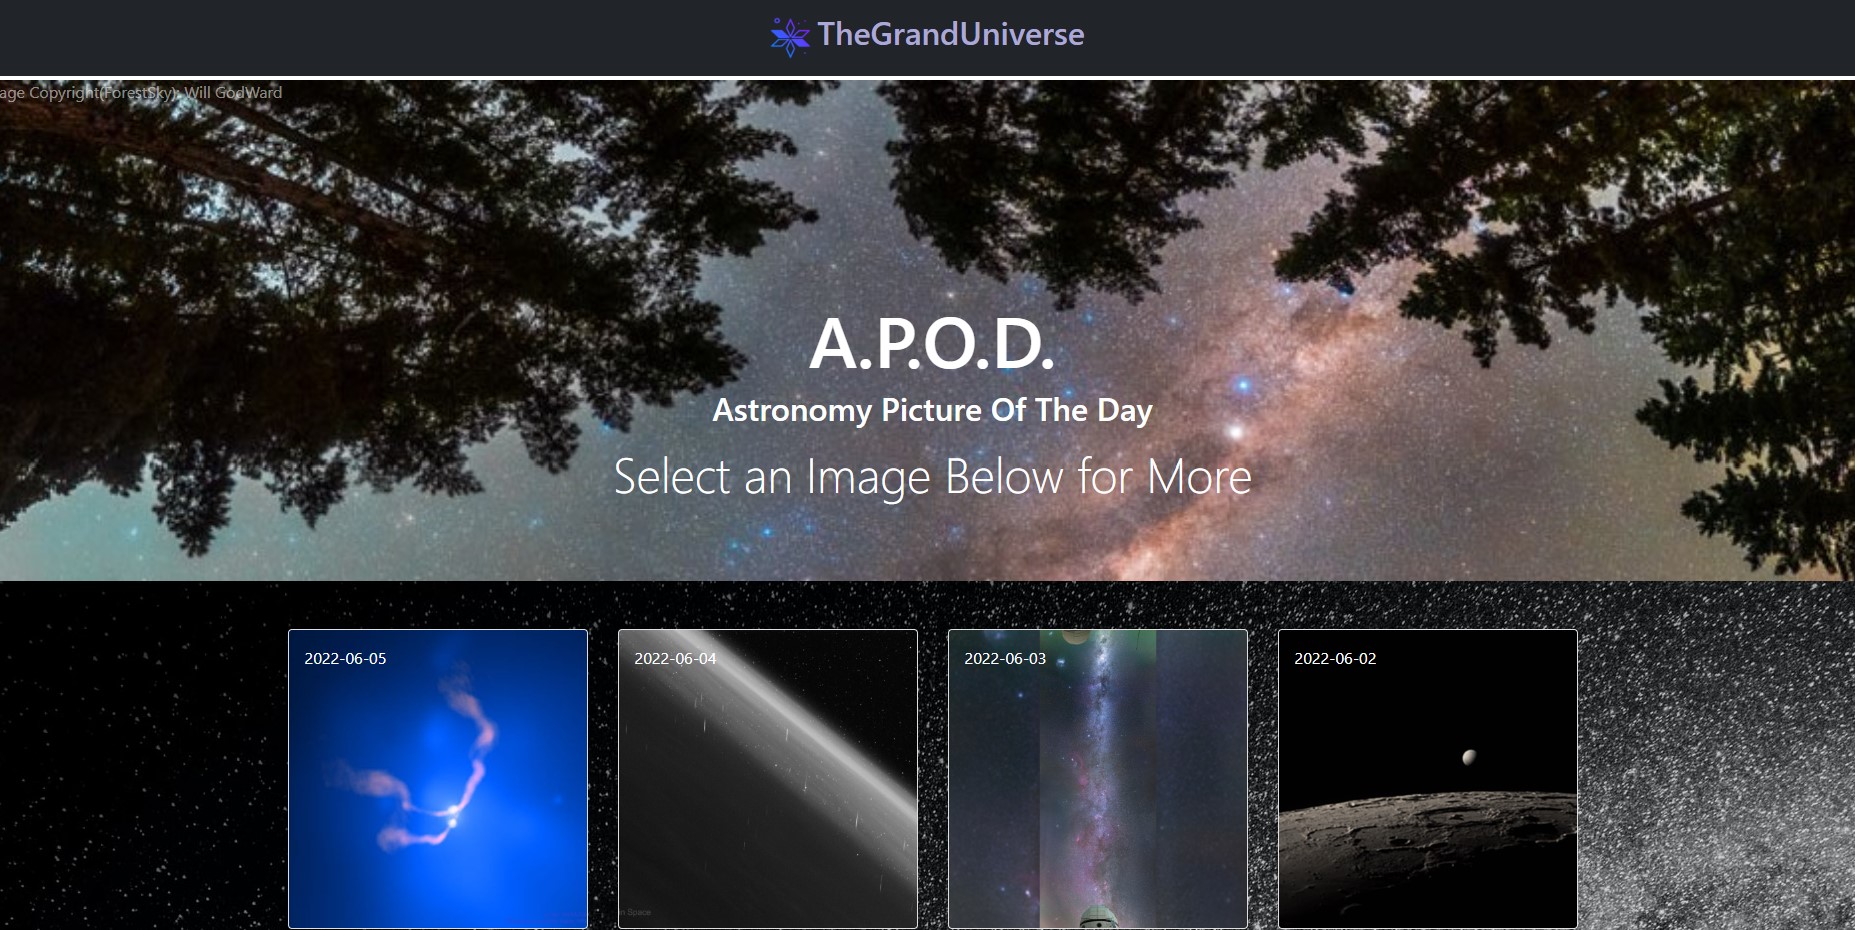 TheGrandUniverse
age Copyright(ForestSky): Will GodWard
A.P.O.D.
Astronomy Picture Of The Day
Select an Image Below for More
2022-06-05
2022-06-04
2022-06-03
2022-06-02
n Space